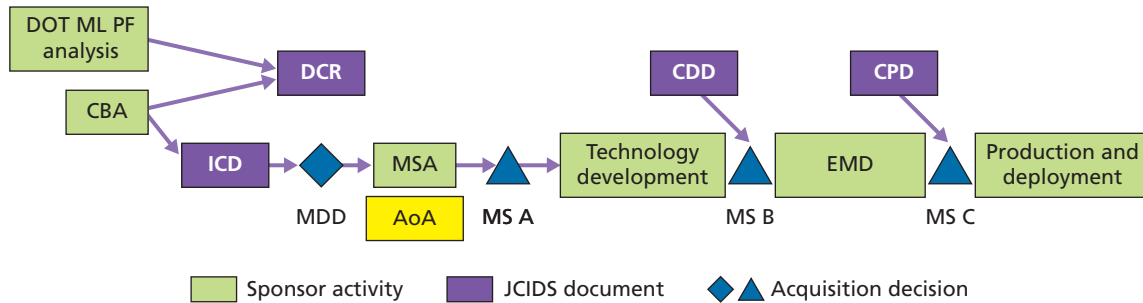 DOT ML PF
analysis
DCR
CDD
CPD
CBA
ICD
MSA
Technology
development
EMD
Production and
deployment
MDD
AoA
MS A
MS B
MS C
Sponsor activity
JCIDS document
Acquisition decision